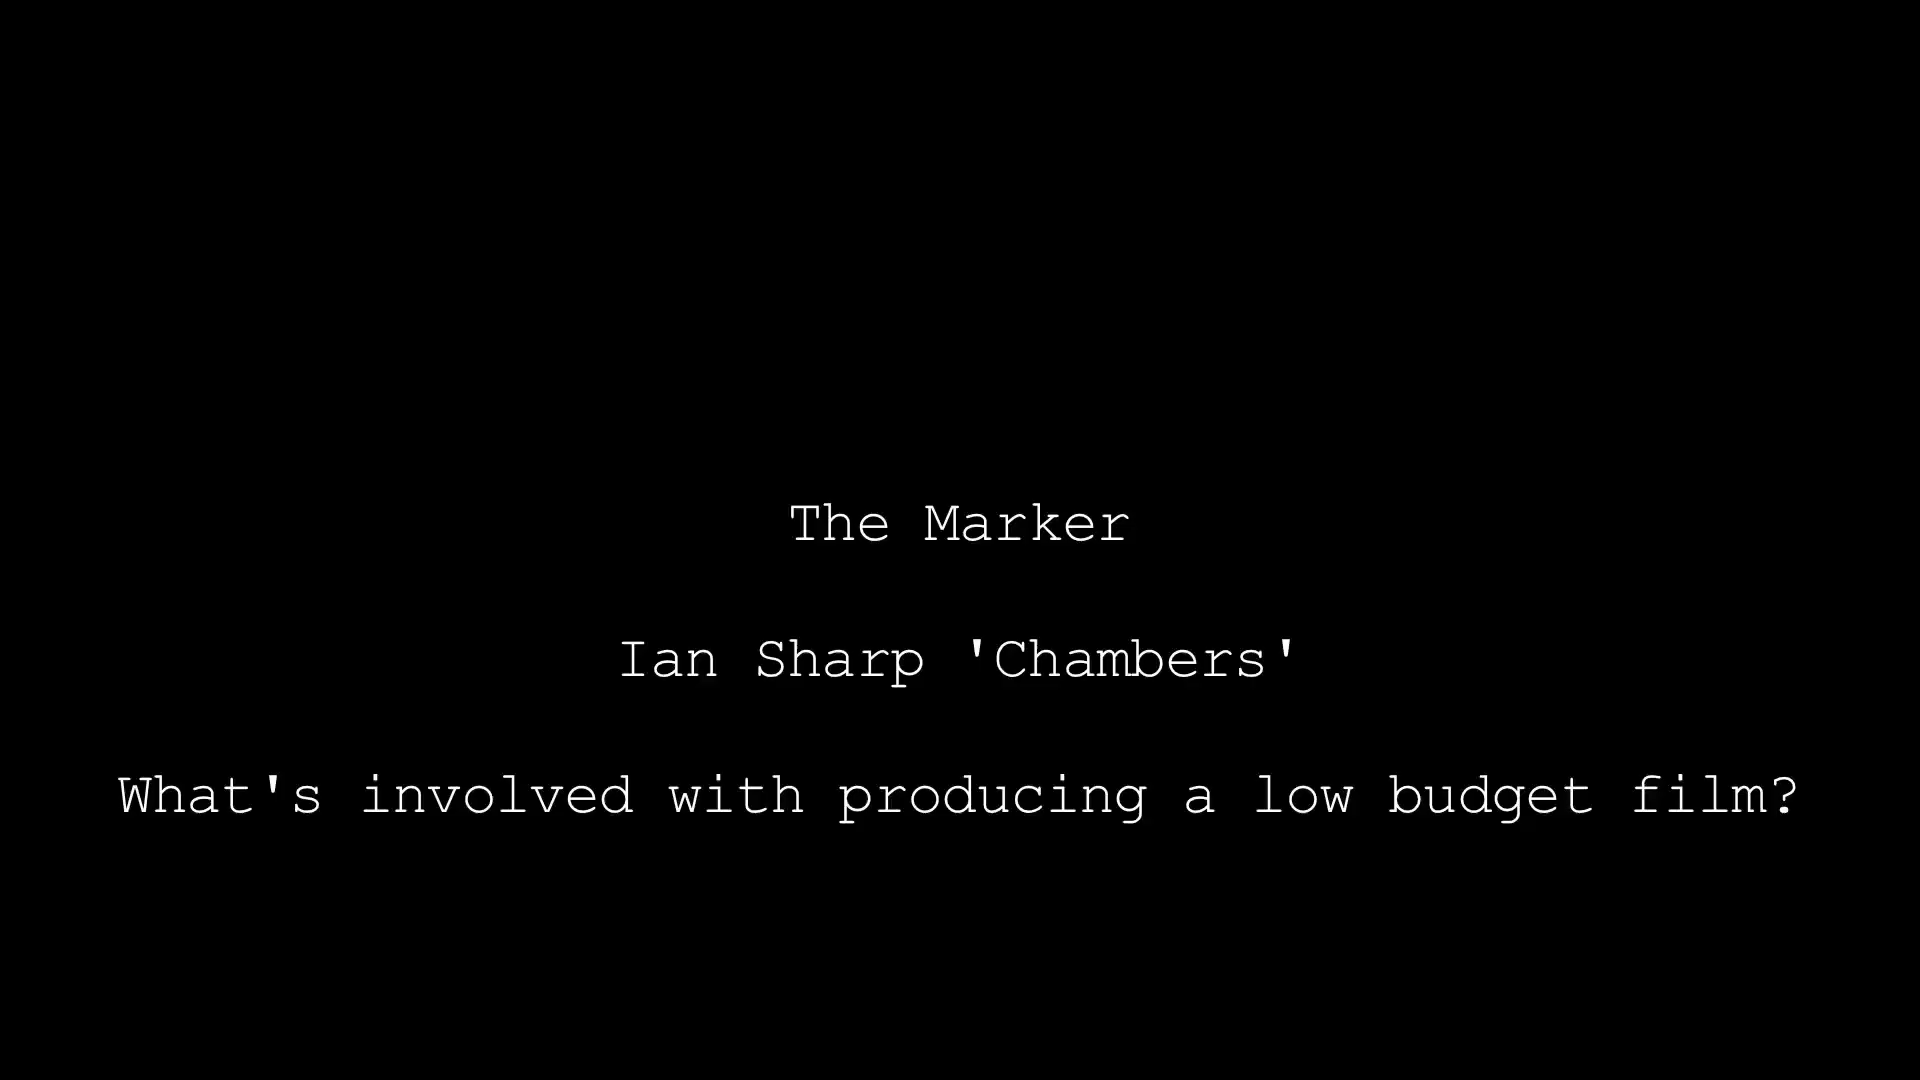 The Marker
Ian Sharp 'Chambers'
What's involved with producing a low budget film?